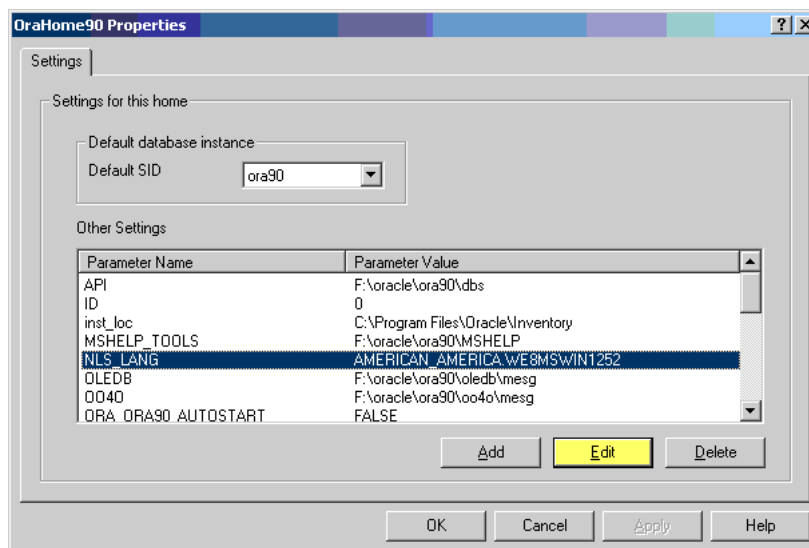 OraHome90 Properties
Settings
Settings for this home
Default database instance
Default SID
ora90
Other Settings
Parameter Name Parameter Value
API F:\oracle\ora90\dbs
ID 0
inst_loc C:\Program Files\Oracle\Inventory
MSHELP_TOOLS F:\oracle\ora90\MSHELP
NLS_LANG AMERICAN_AMERICA.WE8MSWIN1252
OLEDB F:\oracle\ora90\oledb\mesg
OO4O F:\oracle\ora90\oo4o\mesg
ORA_ORA90_AUTOSTART FALSE
Add Edit Delete
OK Cancel Apply Help